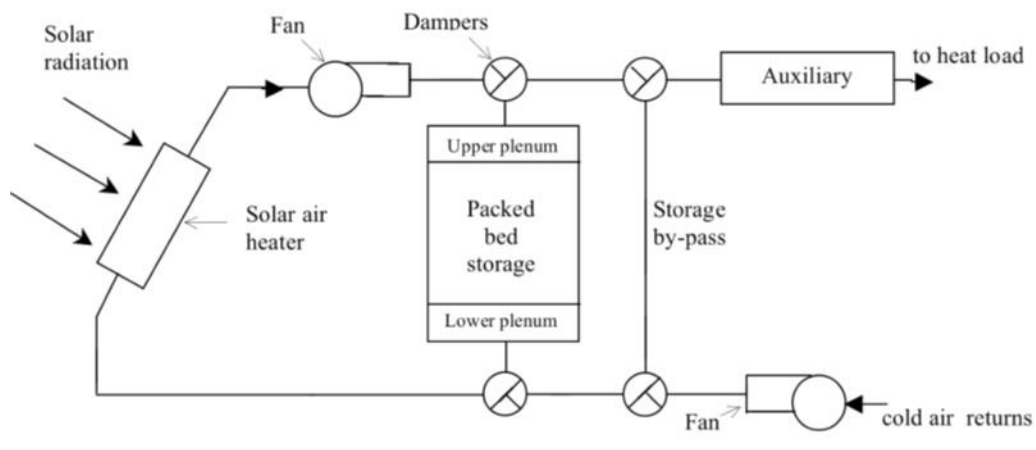 Solar
radiation
Fan
Dampers
Auxiliary
to heat load
Upper plenum
Solar air
heater
Packed
bed
storage
Storage
by-pass
Lower plenum
Fan
cold air returns